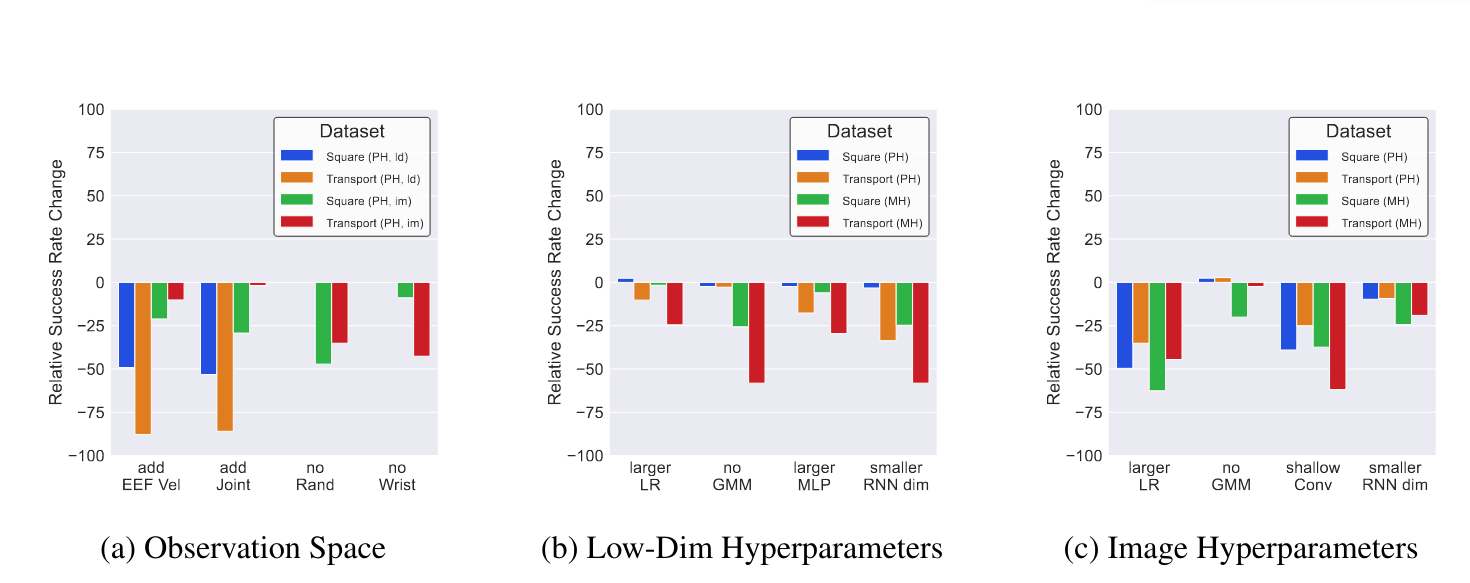 100
75
50
25
0
−25
−50
−75
−100
Relative Success Rate Change
Dataset
Square (PH, ld)
Transport (PH, ld)
Square (PH, im)
Transport (PH, im)
add
EEF Vel
add
Joint
no
Rand
no
Wrist
(a) Observation Space
100
75
50
25
0
−25
−50
−75
−100
Relative Success Rate Change
Dataset
Square (PH)
Transport (PH)
Square (MH)
Transport (MH)
larger
LR
no
GMM
larger
MLP
smaller
RNN dim
(b) Low-Dim Hyperparameters
100
75
50
25
0
−25
−50
−75
−100
Relative Success Rate Change
Dataset
Square (PH)
Transport (PH)
Square (MH)
Transport (MH)
larger
LR
no
GMM
shallow
Conv
smaller
RNN dim
(c) Image Hyperparameters